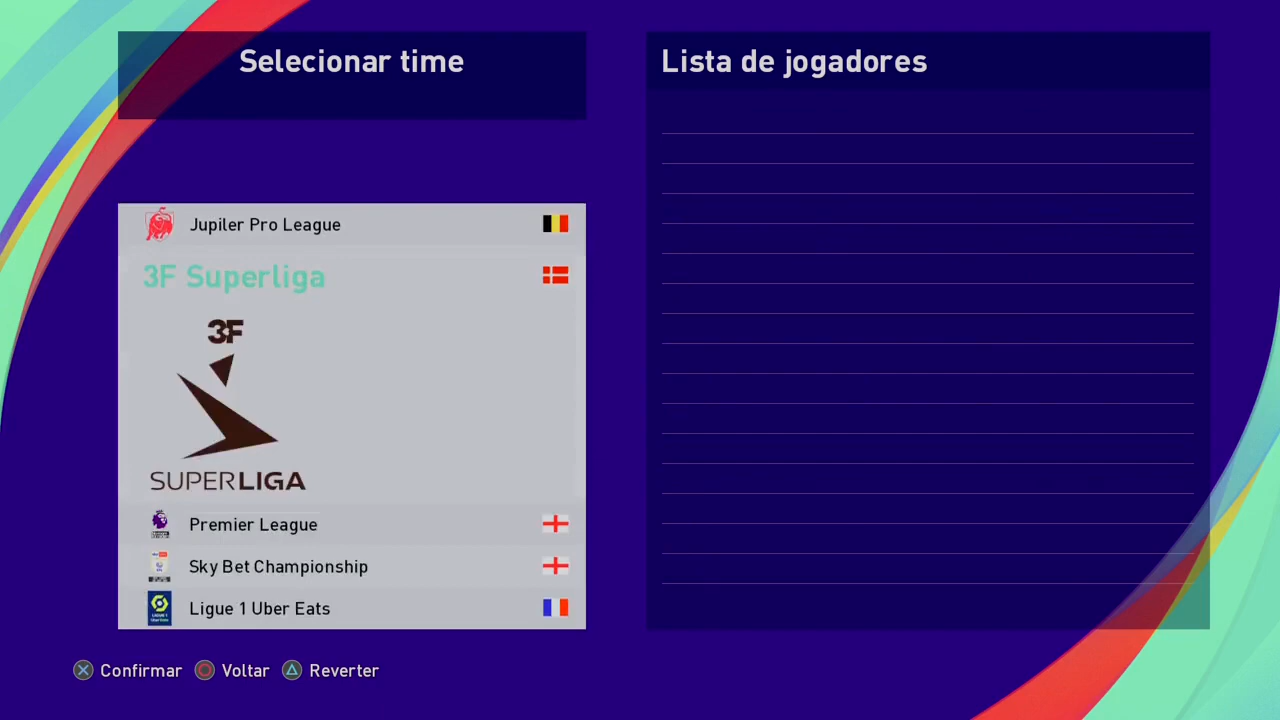 Selecionar time
Lista de jogadores
Jupiler Pro League
3F Superliga
3F
SUPERLIGA
Premier League
Sky Bet Championship
Ligue 1 Uber Eats
Confirmar
Voltar
Reverter